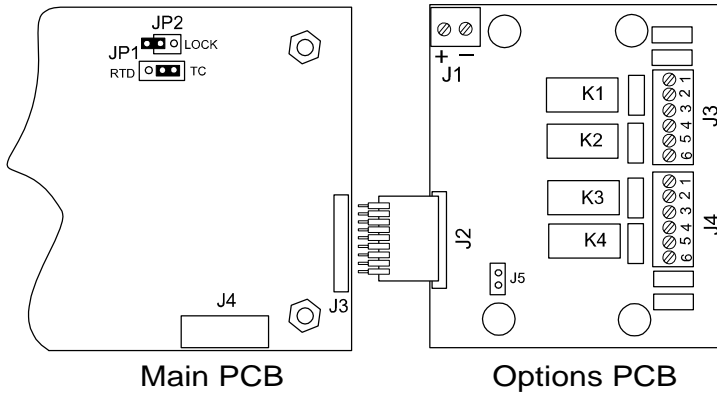 JP2
LOCK
JP1
RTD
TC
J3
J4
Main PCB
+ −
J1
K1
K2
K3
K4
J2
J5
1 2 3 4 5 6
J3
1 2 3 4 5 6
J4
Options PCB